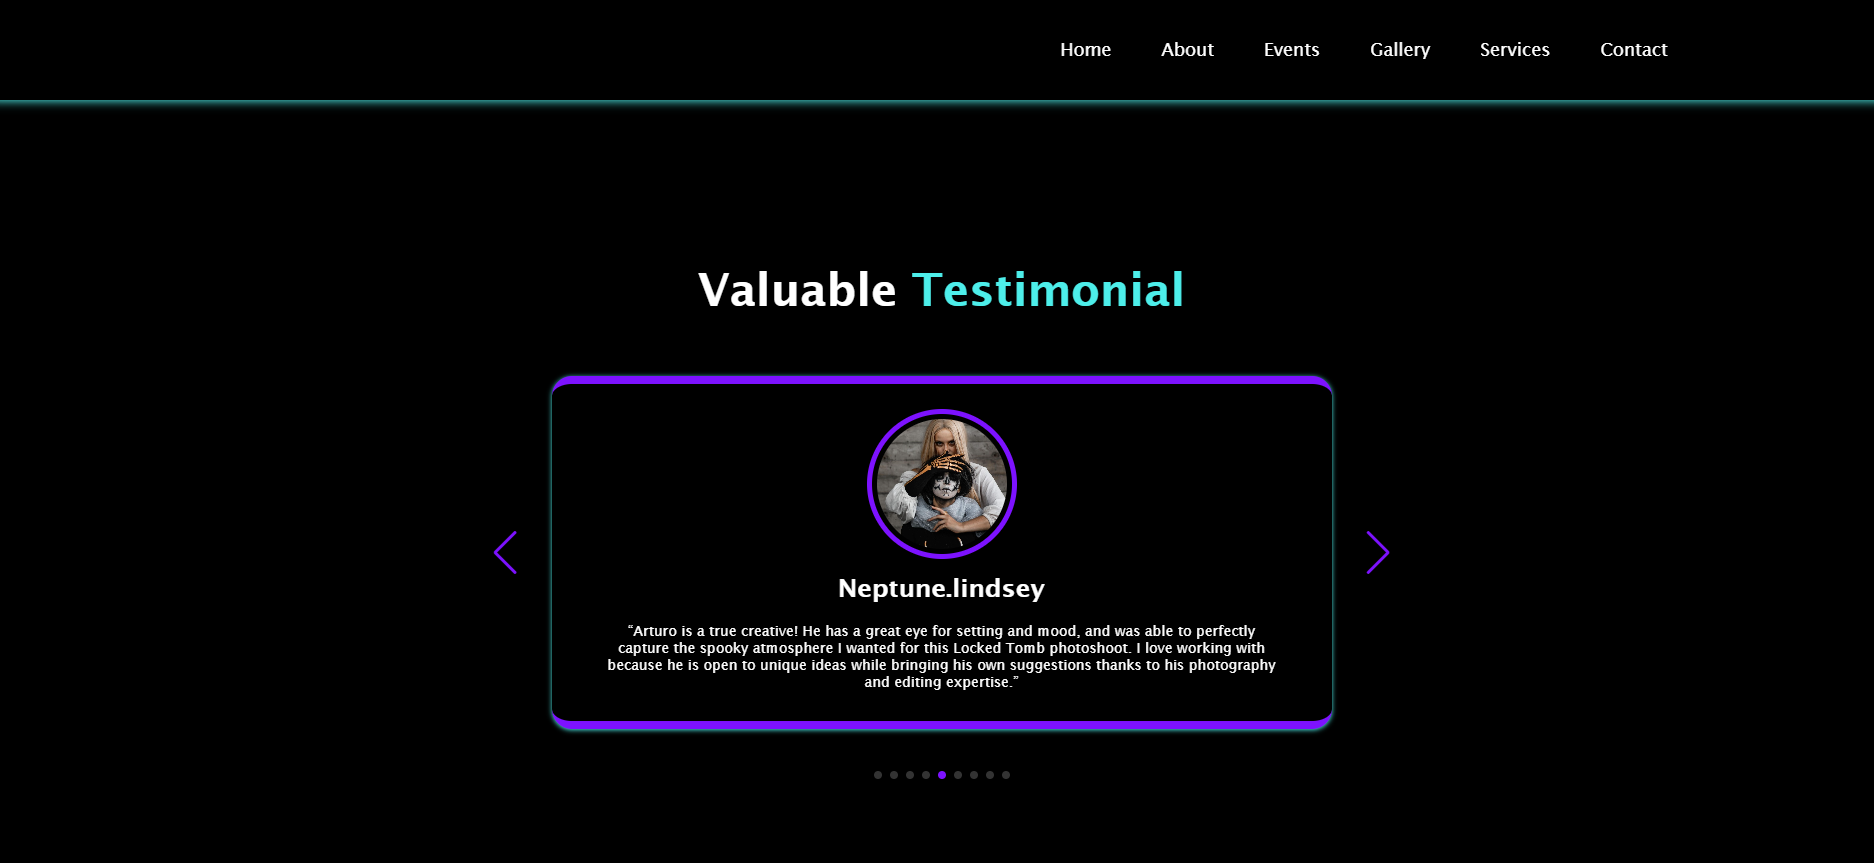 Home About Events Gallery Services Contact
Valuable Testimonial
Neptune.lindsey
“Arturo is a true creative! He has a great eye for setting and mood, and was able to perfectly
capture the spooky atmosphere I wanted for this Locked Tomb photoshoot. I love working with
because he is open to unique ideas while bringing his own suggestions thanks to his photography
and editing expertise.”